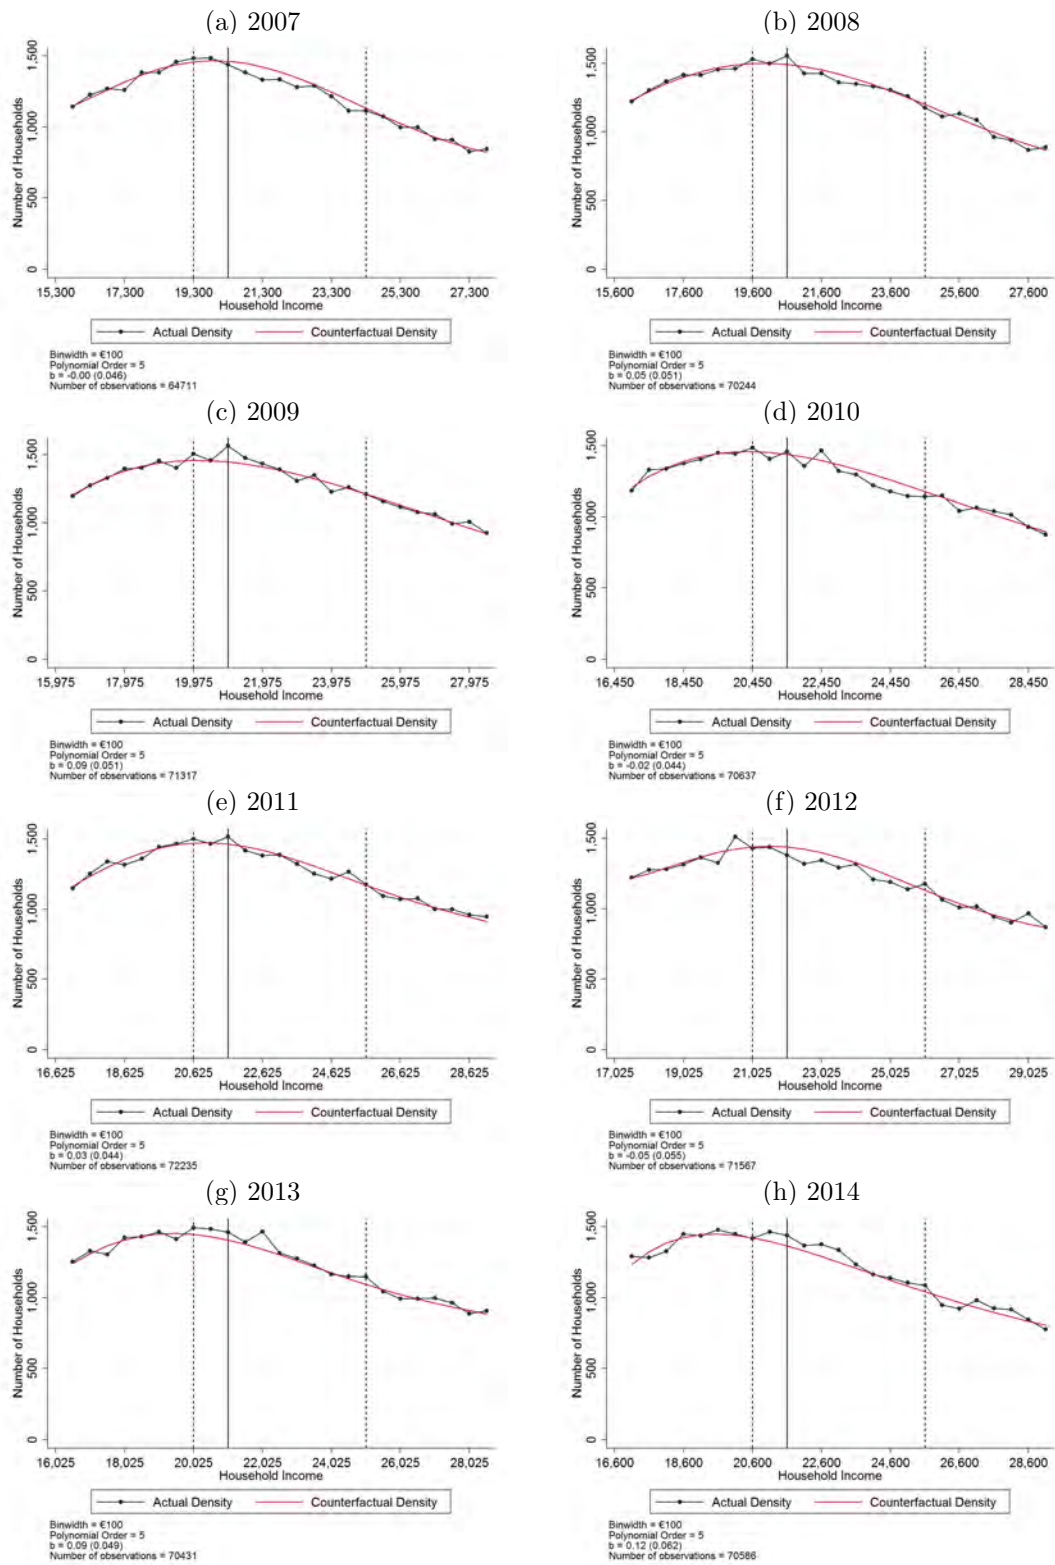 (a) 2007
Number of Households
1,500
1,000
500
0
15,300 17,300 19,300 21,300 23,300 25,300 27,300
Household Income
Actual Density Counterfactual Density
Binwidth = €100
Polynomial Order = 5
b = -0.00 (0.046)
Number of observations = 64711
(b) 2008
Number of Households
1,500
1,000
500
0
15,600 17,600 19,600 21,600 23,600 25,600 27,600
Household Income
Actual Density Counterfactual Density
Binwidth = €100
Polynomial Order = 5
b = 0.05 (0.051)
Number of observations = 70244
(c) 2009
Number of Households
1,500
1,000
500
0
15,975 17,975 19,975 21,975 23,975 25,975 27,975
Household Income
Actual Density Counterfactual Density
Binwidth = €100
Polynomial Order = 5
b = 0.09 (0.051)
Number of observations = 71317
(d) 2010
Number of Households
1,500
1,000
500
0
16,450 18,450 20,450 22,450 24,450 26,450 28,450
Household Income
Actual Density Counterfactual Density
Binwidth = €100
Polynomial Order = 5
b = -0.02 (0.044)
Number of observations = 70637
(e) 2011
Number of Households
1,500
1,000
500
0
16,625 18,625 20,625 22,625 24,625 26,625 28,625
Household Income
Actual Density Counterfactual Density
Binwidth = €100
Polynomial Order = 5
b = 0.03 (0.044)
Number of observations = 72235
(f) 2012
Number of Households
1,500
1,000
500
0
17,025 19,025 21,025 23,025 25,025 27,025 29,025
Household Income
Actual Density Counterfactual Density
Binwidth = €100
Polynomial Order = 5
b = -0.05 (0.055)
Number of observations = 71567
(g) 2013
Number of Households
1,500
1,000
500
0
16,025 18,025 20,025 22,025 24,025 26,025 28,025
Household Income
Actual Density Counterfactual Density
Binwidth = €100
Polynomial Order = 5
b = 0.09 (0.049)
Number of observations = 70431
(h) 2014
Number of Households
1,500
1,000
500
0
16,600 18,600 20,600 22,600 24,600 26,600 28,600
Household Income
Actual Density Counterfactual Density
Binwidth = €100
Polynomial Order = 5
b = 0.12 (0.062)
Number of observations = 70586